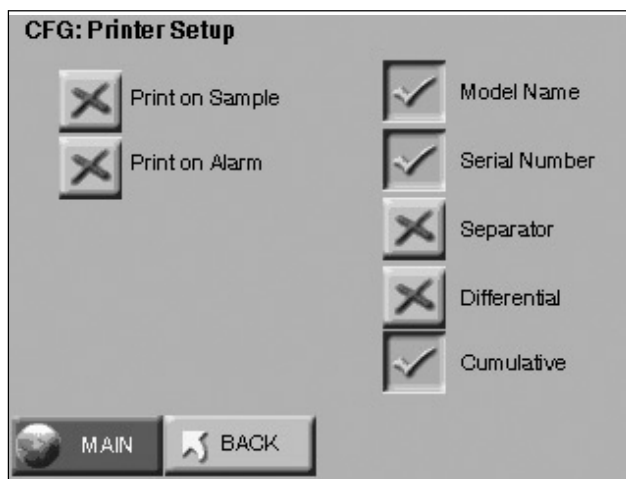 CFG: Printer Setup
Print on Sample
Print on Alarm
Model Name
Serial Number
Separator
Differential
Cumulative
MAIN
BACK